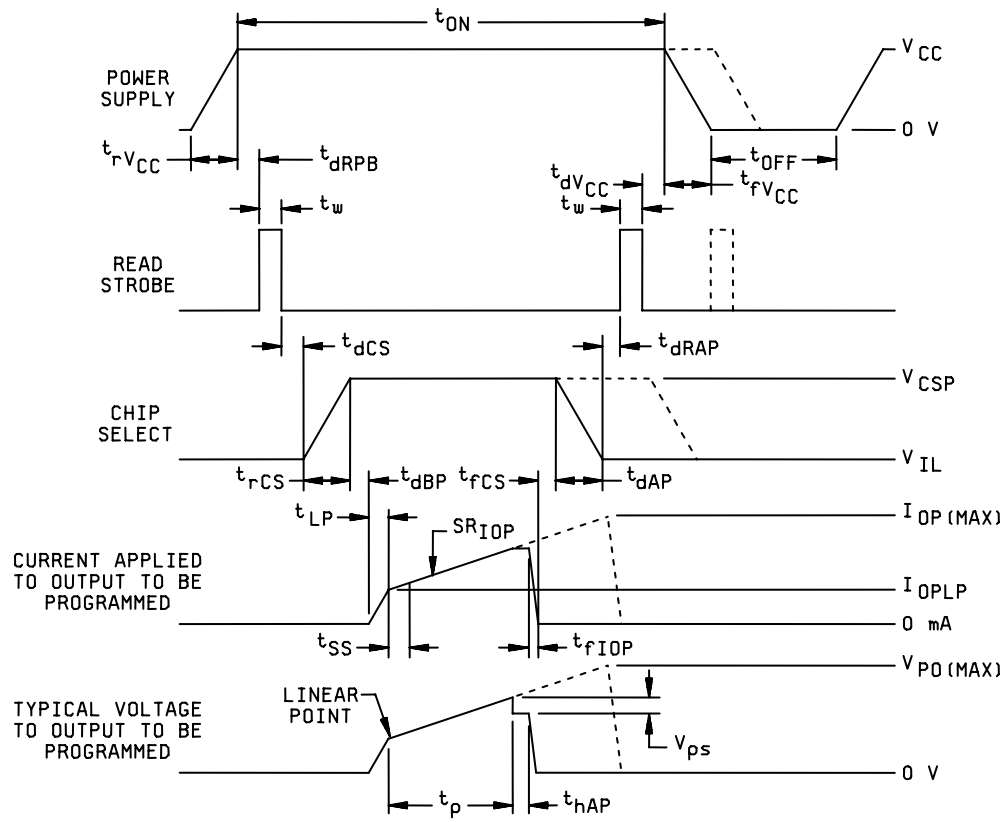 tON
VCC
POWER
SUPPLY
0 V
trVCC
tdRPB
tOFF
tdVCC
tfVCC
tw
tw
READ
STROBE
tdCS
tdRAP
VCSP
CHIP
SELECT
VIL
trCS
tdBP
tfCS
tdAP
tLP
SRIOP
IOP(MAX)
CURRENT APPLIED
TO OUTPUT TO BE
PROGRAMMED
IOPLP
0 mA
tSS
tfIOP
VPO(MAX)
LINEAR
POINT
TYPICAL VOLTAGE
TO OUTPUT TO BE
PROGRAMMED
Vps
0 V
tp
thAP